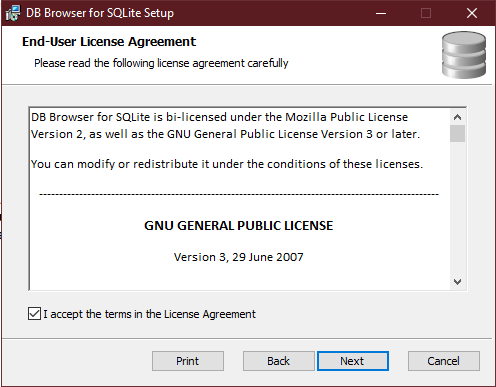 DB Browser for SQLite Setup
End-User License Agreement
Please read the following license agreement carefully
DB Browser for SQLite is bi-licensed under the Mozilla Public License
Version 2, as well as the GNU General Public License Version 3 or later.
You can modify or redistribute it under the conditions of these licenses.
----------------------------------------------------------------------------------------------------
GNU GENERAL PUBLIC LICENSE
Version 3, 29 June 2007
I accept the terms in the License Agreement
Print Back Next Cancel